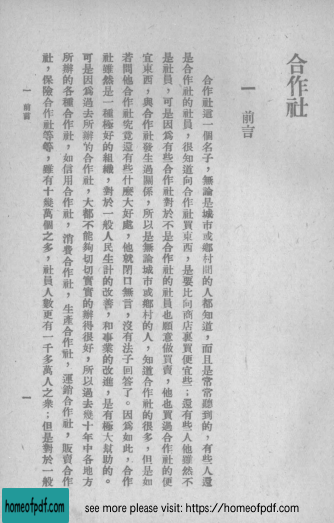 合作社
一　前言
合作社這一個名子，無論是城市或鄉村間的人都知道，而且是常常聽到的，有些人還
是合作社的社員，很知道向合作社買東西，是要比向商店裏買便宜些；還有些人他雖然不
是社員，可是因爲有些合作社對於不是合作社的社員也願意做買賣，他也買過合作社的便
宜東西，與合作社發生過關係，所以是無論城市或鄉村的人，知道合作社的很多，但是如
若問他合作社究竟還有些什麽大好處，他就閉口無言，沒有法子回答了。因爲如此，合作
社雖然是一種極好的組織，對於一般人民生計的改善，和事業的改進，是有極大幫助的。
可是因爲過去所辦的合作社，大都不能夠切切實實的辦得很好，所以過去幾十年中各地方
所辦的各種合作社，如信用合作社，消費合作社，生產合作社，運銷合作社，販賣合作
社，保險合作社等等，雖有十幾萬個之多，社員人數更有一千多萬人之衆；但是對於一般
一　前言
一
homeofpdf.com
see more please visit: https://homeofpdf.com